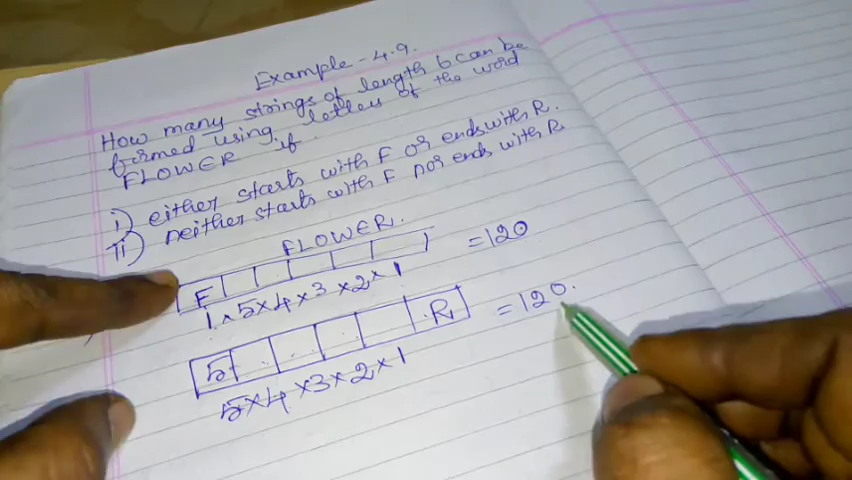 Example - 4.9.
How many strings of length 6 can be
formed using letters of the word
FLOWER if
i) either starts with F or ends with R.
ii) neither starts with F nor ends with R
FLOWER.
F
= 120
1 × 5 × 4 × 3 × 2 × 1
5 R
= 120.
5 × 4 × 3 × 2 × 1